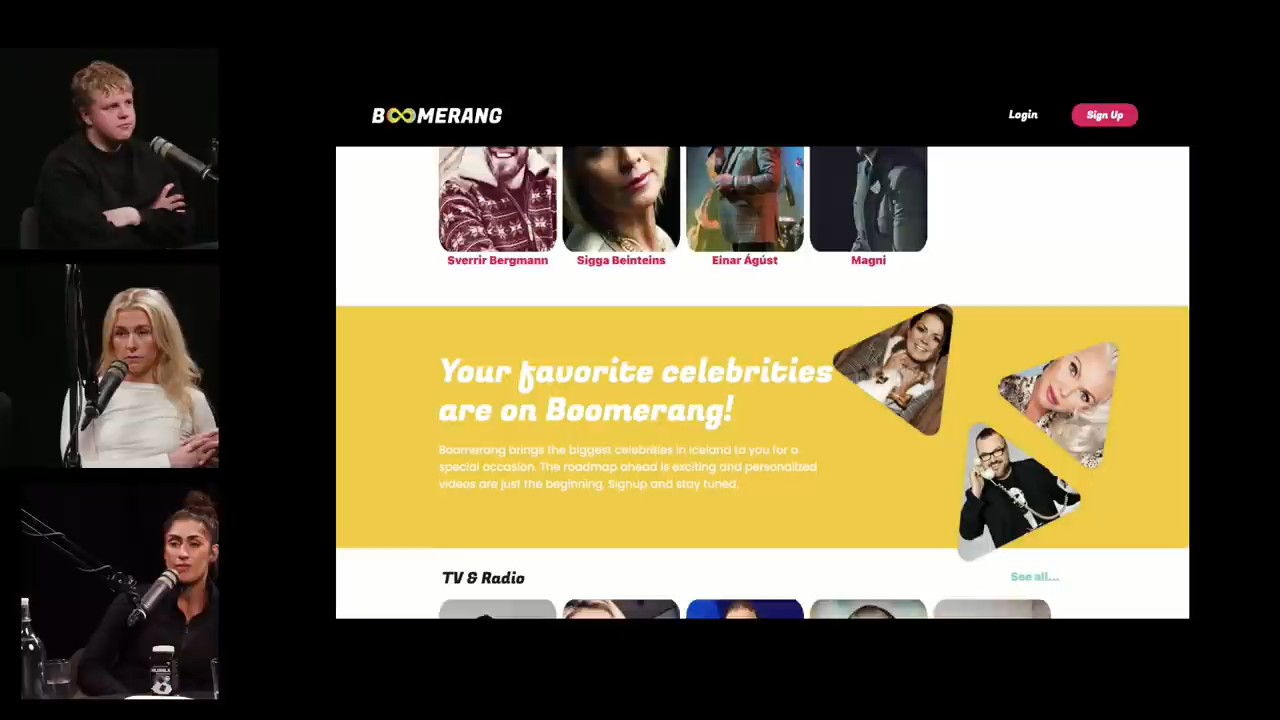 BOOMERANG
Login
Sign Up
Sverrir Bergmann
Sigga Beinteins
Einar Ágúst
Magni
Your favorite celebrities
are on Boomerang!
Boomerang brings the biggest celebrities in Iceland to you for a
special occasion. The roadmap ahead is exciting and personalized
videos are just the beginning. Signup and stay tuned.
TV & Radio
See all...